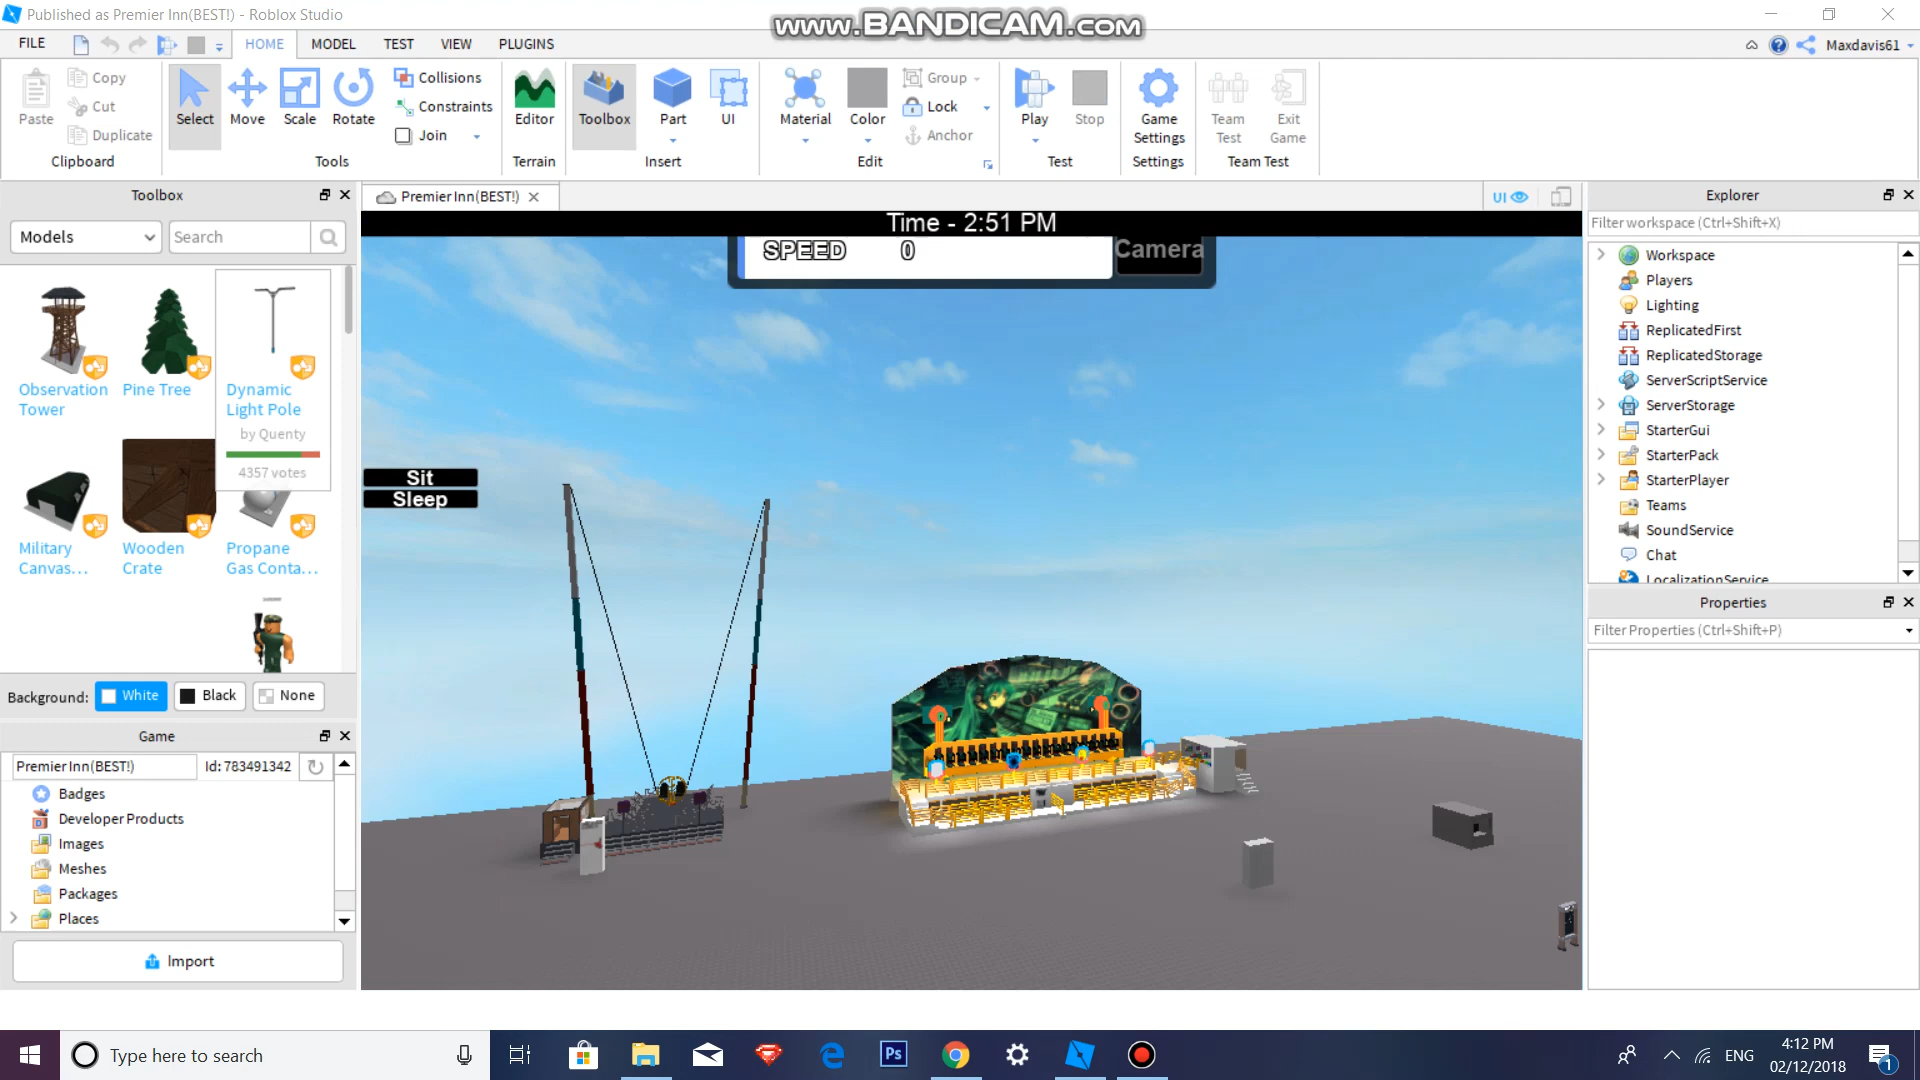 Published as Premier Inn(BEST!) - Roblox Studio
www.BANDICAM.com
FILE
HOME
MODEL
TEST
VIEW
PLUGINS
Maxdavis61
Paste
Copy
Cut
Duplicate
Clipboard
Select
Move
Scale
Rotate
Collisions
Constraints
Join
Tools
Editor
Terrain
Toolbox
Part
UI
Insert
Material
Color
Group
Lock
Anchor
Edit
Play
Stop
Test
Game
Settings
Settings
Team
Test
Exit
Game
Team Test
Toolbox
Models
Search
Observation
Tower
Pine Tree
Dynamic
Light Pole
by Quenty
4357 votes
Military
Canvas...
Wooden
Crate
Propane
Gas Conta...
Background:
White
Black
None
Game
Premier Inn(BEST!)
Id: 783491342
Badges
Developer Products
Images
Meshes
Packages
Places
Import
Premier Inn(BEST!)
UI
Time - 2:51 PM
SPEED 0
Camera
Sit
Sleep
Explorer
Filter workspace (Ctrl+Shift+X)
Workspace
Players
Lighting
ReplicatedFirst
ReplicatedStorage
ServerScriptService
ServerStorage
StarterGui
StarterPack
StarterPlayer
Teams
SoundService
Chat
LocalizationService
Properties
Filter Properties (Ctrl+Shift+P)
Type here to search
Ps
ENG
4:12 PM
02/12/2018
1